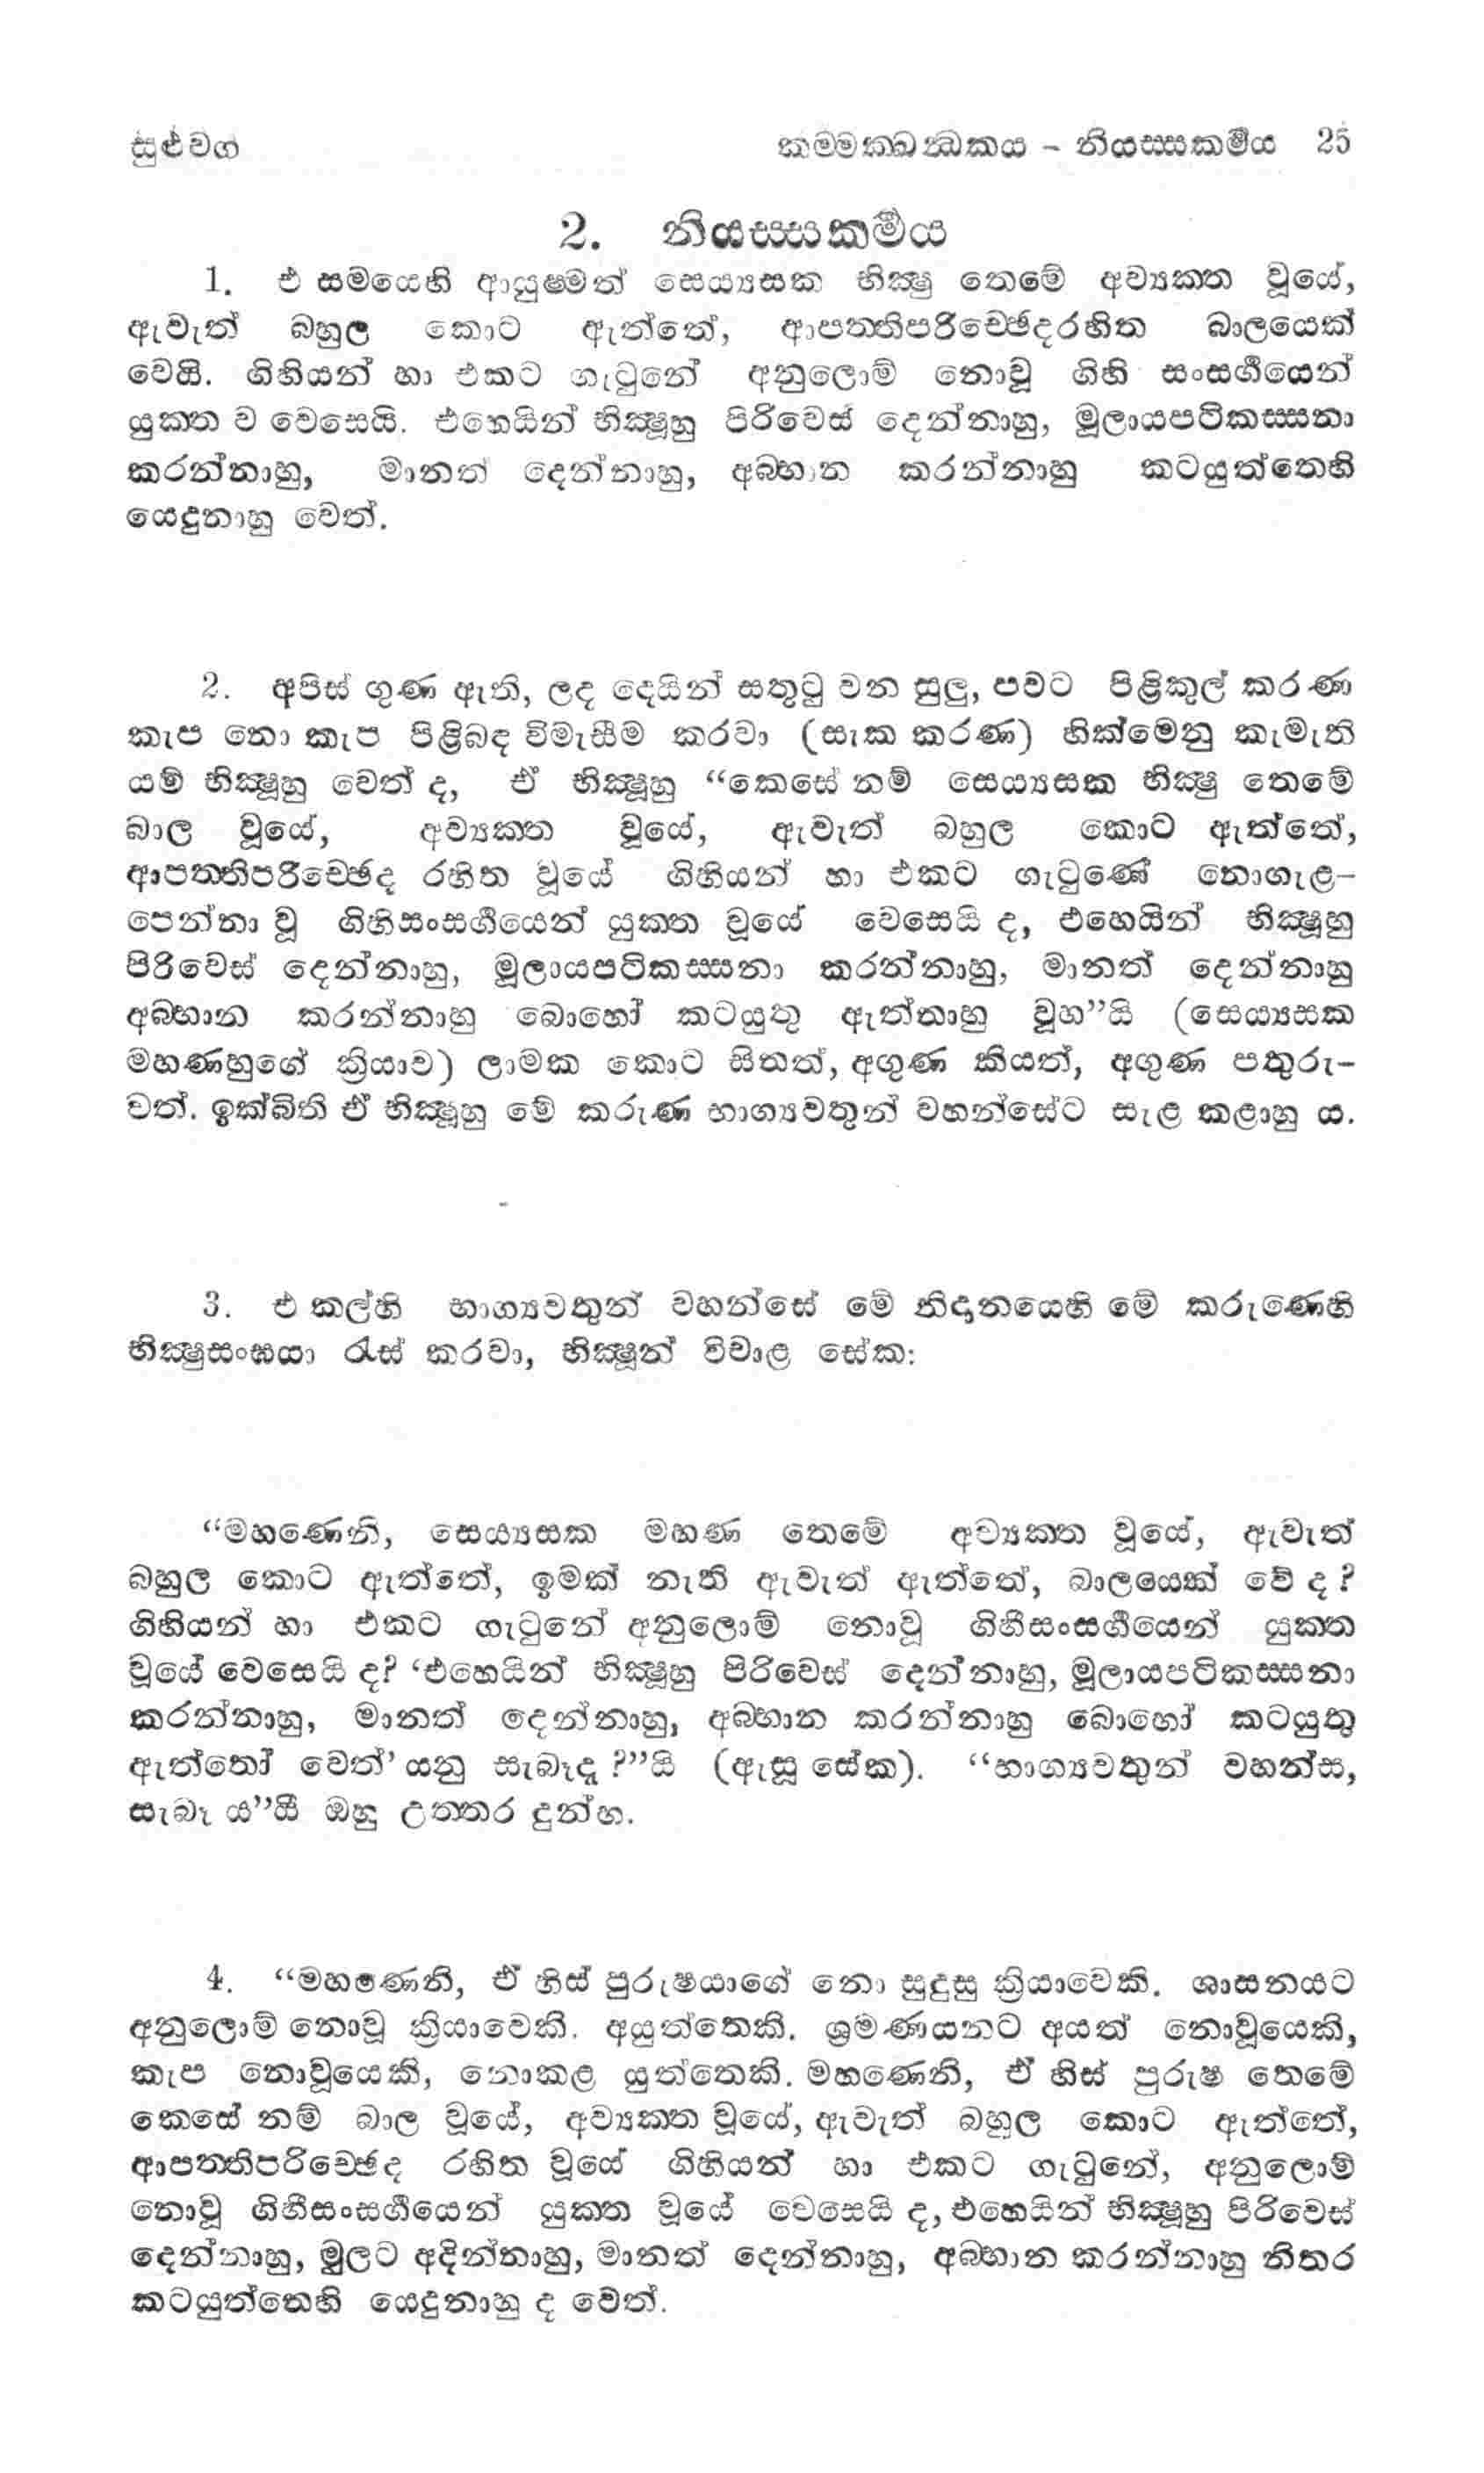 සුළුවග කම්මක්ඛන්ධකය – නියස්සකර්‍මය 25
2. නියස්සකර්‍මය
1. එ සමයෙහි ආයුෂ්මත් සෙය්‍යසක භික්‍ෂු තෙමේ අව්‍යක්ත වූයේ,
ඇවැත් බහුල කොට ඇත්තේ, ආපත්තිපරිච්ඡේදරහිත බාලයෙක්
වෙයි. ගිහියන් හා එකට ගැටුනේ අනුලොම් නොවූ ගිහි සංසර්‍ගයෙන්
යුක්ත ව වෙසෙයි. එහෙයින් භික්‍ෂූහු පිරිවෙස් දෙන්නාහු, මූලායපටිකස්සනා
කරන්නාහු, මානත් දෙන්නාහු, අබ්භාන කරන්නාහු කටයුත්තෙහි
යෙදුනාහු වෙත්.
2. අපිස් ගුණ ඇති, ලද දෙයින් සතුටු වන සුලු, පවට පිළිකුල් කරණ
කැප නො කැප පිළිබඳ විමැසීම කරවා (සැක කරණ) හික්මෙනු කැමැති
යම් භික්‍ෂූහු වෙත් ද, ඒ භික්‍ෂූහු “කෙසේ නම් සෙය්‍යසක භික්‍ෂු තෙමේ
බාල වූයේ, අව්‍යක්ත වූයේ, ඇවැත් බහුල කොට ඇත්තේ,
ආපත්තිපරිච්ඡේද රහිත වූයේ ගිහියන් හා එකට ගැටුණේ නොගැළ-
පෙන්නා වූ ගිහිසංසර්‍ගයෙන් යුක්ත වූයේ වෙසෙයි ද, එහෙයින් භික්‍ෂූහු
පිරිවෙස් දෙන්නාහු, මූලායපටිකස්සනා කරන්නාහු, මානත් දෙන්නාහු
අබ්භාන කරන්නාහු බොහෝ කටයුතු ඇත්තාහු වූහ”යි (සෙය්‍යසක
මහණහුගේ ක්‍රියාව) ලාමක කොට සිතත්, අගුණ කියත්, අගුණ පතුරු-
වත්. ඉක්බිති ඒ භික්‍ෂූහු මේ කරුණ භාග්‍යවතුන් වහන්සේට සැළ කළාහු ය.
3. එ කල්හි භාග්‍යවතුන් වහන්සේ මේ නිදානයෙහි මේ කරුණෙහි
භික්‍ෂුසංඝයා රැස් කරවා, භික්‍ෂූන් විචාළ සේක:
“මහණෙනි, සෙය්‍යසක මහණ තෙමේ අව්‍යක්ත වූයේ, ඇවැත්
බහුල කොට ඇත්තේ, ඉමක් නැති ඇවැත් ඇත්තේ, බාලයෙක් වේ ද?
ගිහියන් හා එකට ගැටුනේ අනුලොම් නොවූ ගිහිසංසර්‍ගයෙන් යුක්ත
වූයේ වෙසෙයි ද? ‘එහෙයින් භික්‍ෂූහු පිරිවෙස් දෙන්නාහු, මූලායපටිකස්සනා
කරන්නාහු, මානත් දෙන්නාහු, අබ්භාන කරන්නාහු බොහෝ කටයුතු
ඇත්තෝ වෙත්’ යනු සැබෑදැ?”යි (ඇසූ සේක). “භාග්‍යවතුන් වහන්ස,
සැබෑ ය”යී ඔහු උත්තර දුන්හ.
4. “මහණෙනි, ඒ හිස් පුරුෂයාගේ නො සුදුසු ක්‍රියාවෙකි. ශාසනයට
අනුලොම් නොවූ ක්‍රියාවෙකි. අයුත්තෙකි. ශ්‍රමණයනට අයත් නොවූයෙකි,
කැප නොවූයෙකි, නොකළ යුත්තෙකි. මහණෙනි, ඒ හිස් පුරුෂ තෙමේ
කෙසේ නම් බාල වූයේ, අව්‍යක්ත වූයේ, ඇවැත් බහුල කොට ඇත්තේ,
ආපත්තිපරිච්ඡේද රහිත වූයේ ගිහියන් හා එකට ගැටුනේ, අනුලොම්
නොවූ ගිහිසංසර්‍ගයෙන් යුක්ත වූයේ වෙසෙයි ද, එහෙයින් භික්‍ෂූහු පිරිවෙස්
දෙන්නාහු, මුලට අදින්නාහු, මානත් දෙන්නාහු, අබ්භාන කරන්නාහු නිතර
කටයුත්තෙහි යෙදුනාහු ද වෙත්.